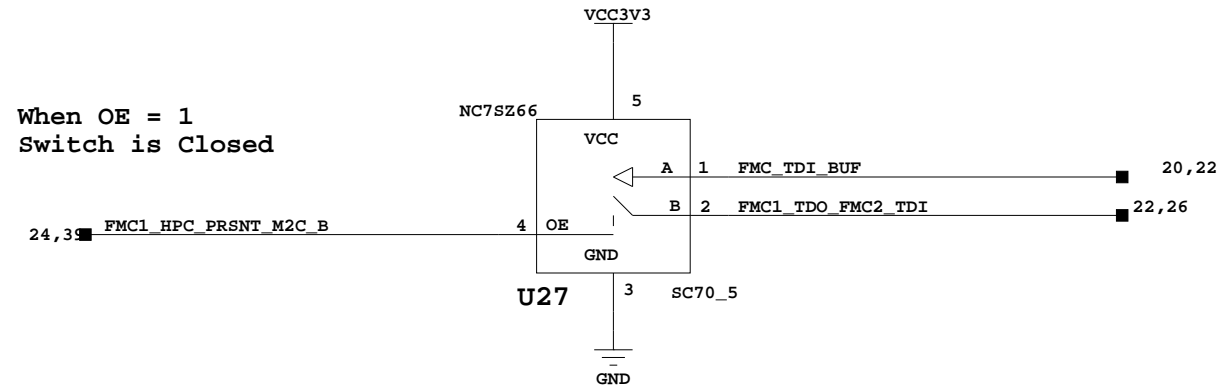 VCC3V3
5
NC7SZ66
When OE = 1
Switch is Closed
VCC
A 1 FMC_TDI_BUF 20,22
B 2 FMC1_TDO_FMC2_TDI 22,26
24,39 FMC1_HPC_PRSNT_M2C_B 4 OE
GND
U27 3 SC70_5
GND